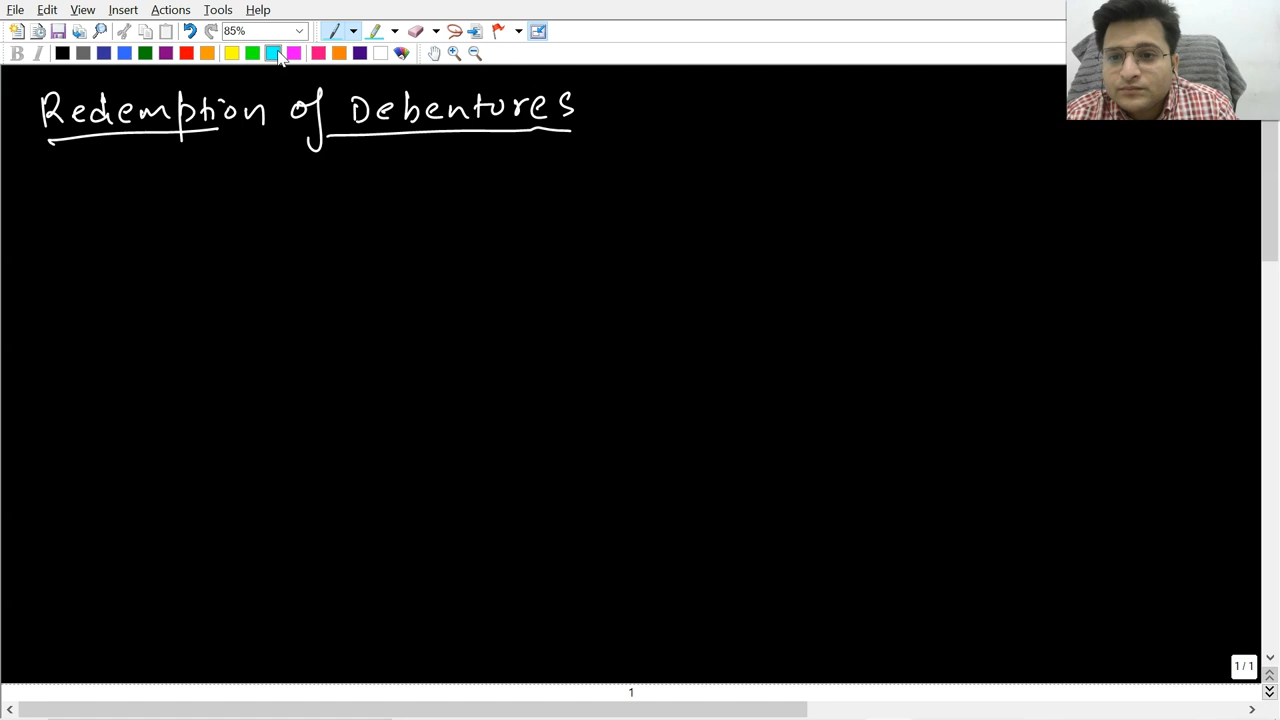 File Edit View Insert Actions Tools Help
85%
B I
Redemption of Debentures
1 / 1
1